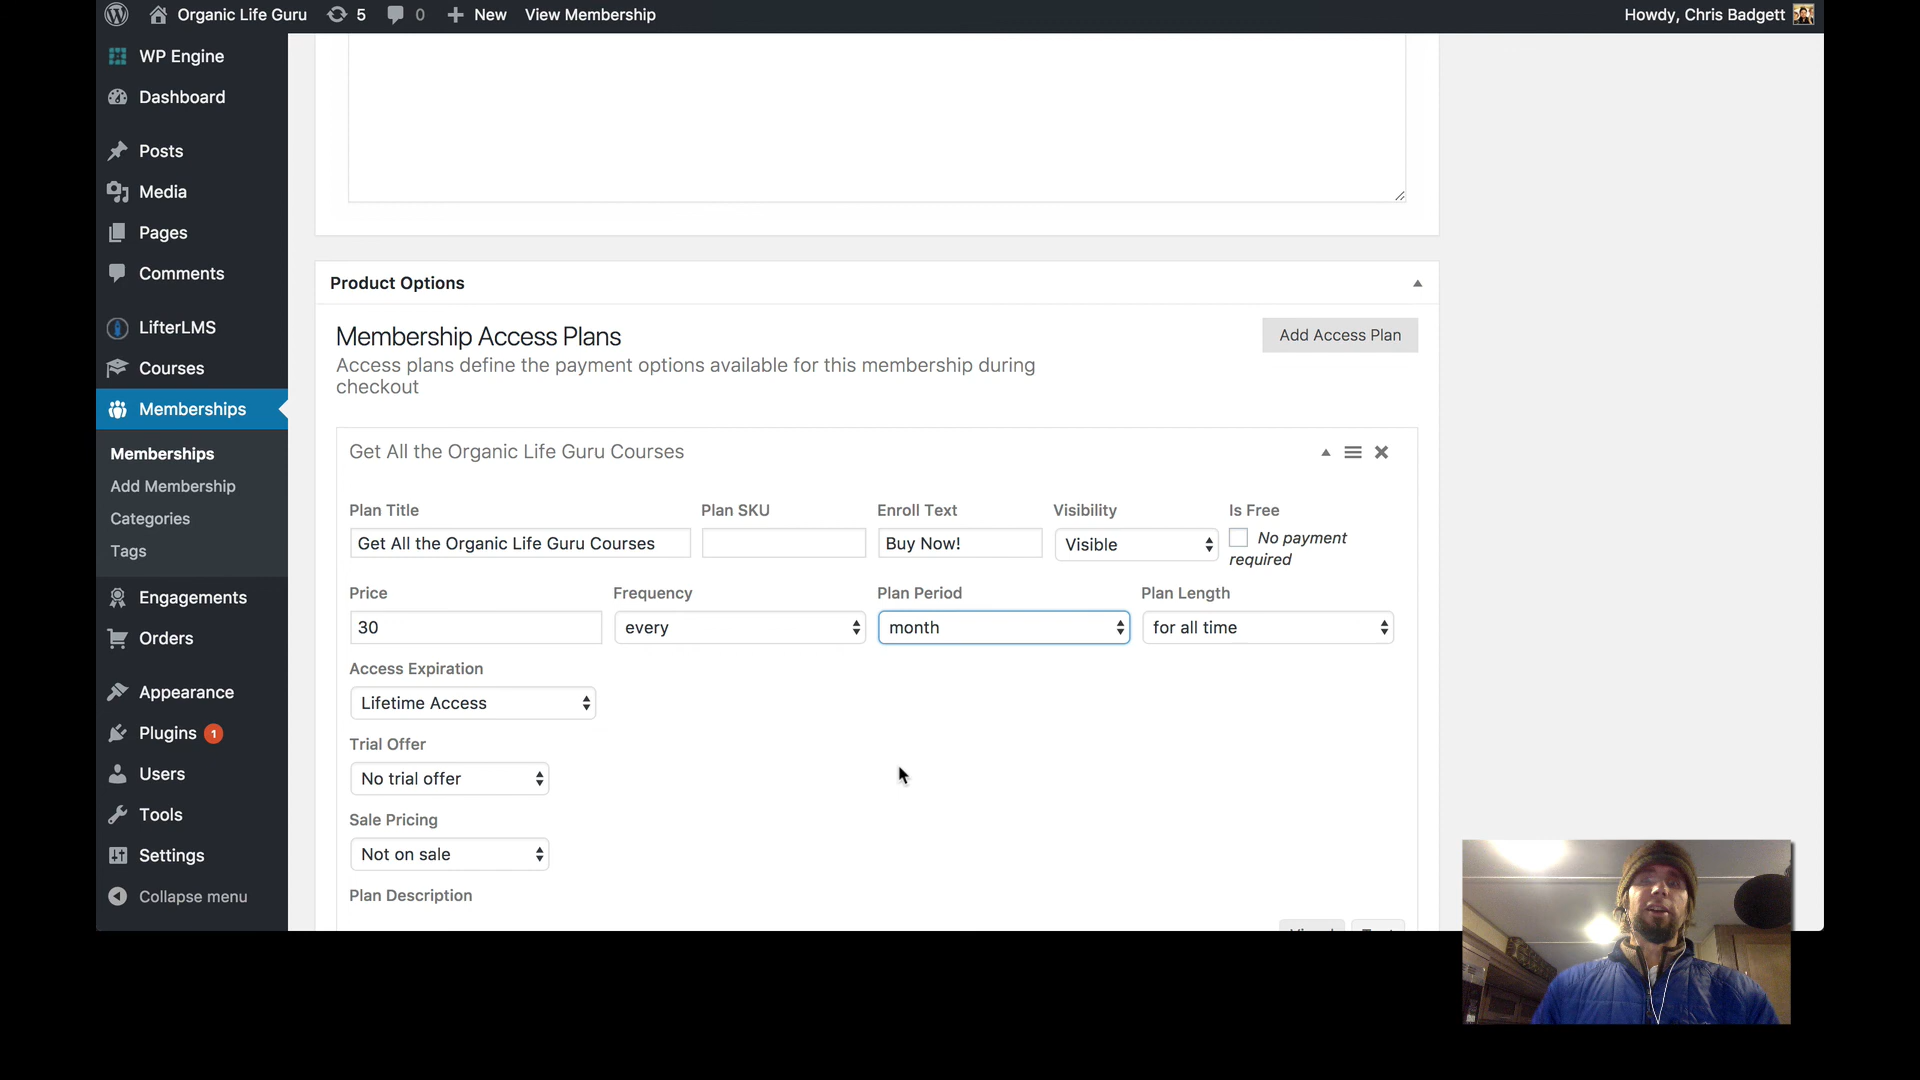 Organic Life Guru 5 0 New View Membership Howdy, Chris Badgett
WP Engine
Dashboard
Posts
Media
Pages
Comments
LifterLMS
Courses
Memberships
Memberships
Add Membership
Categories
Tags
Engagements
Orders
Appearance
Plugins 1
Users
Tools
Settings
Collapse menu
Product Options
Membership Access Plans
Add Access Plan
Access plans define the payment options available for this membership during
checkout
Get All the Organic Life Guru Courses
Plan Title Plan SKU Enroll Text Visibility Is Free
Get All the Organic Life Guru Courses Buy Now! Visible No payment
required
Price Frequency Plan Period Plan Length
30 every month for all time
Access Expiration
Lifetime Access
Trial Offer
No trial offer
Sale Pricing
Not on sale
Plan Description